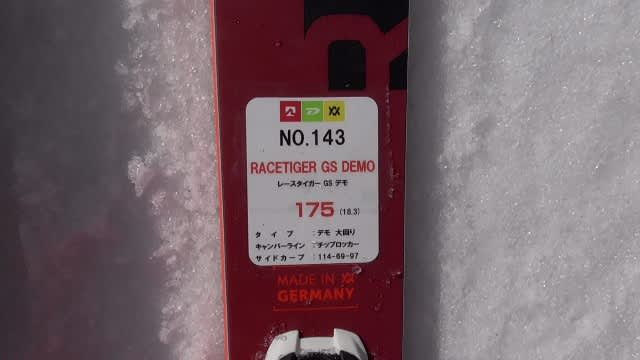 NO.143
RACETIGER GS DEMO
レースタイガー GS デモ
175 (18.3)
タイプ : デモ 大回り
キャンバーライン : チップロッカー
サイドカーブ : 114-69-97
MADE IN
GERMANY